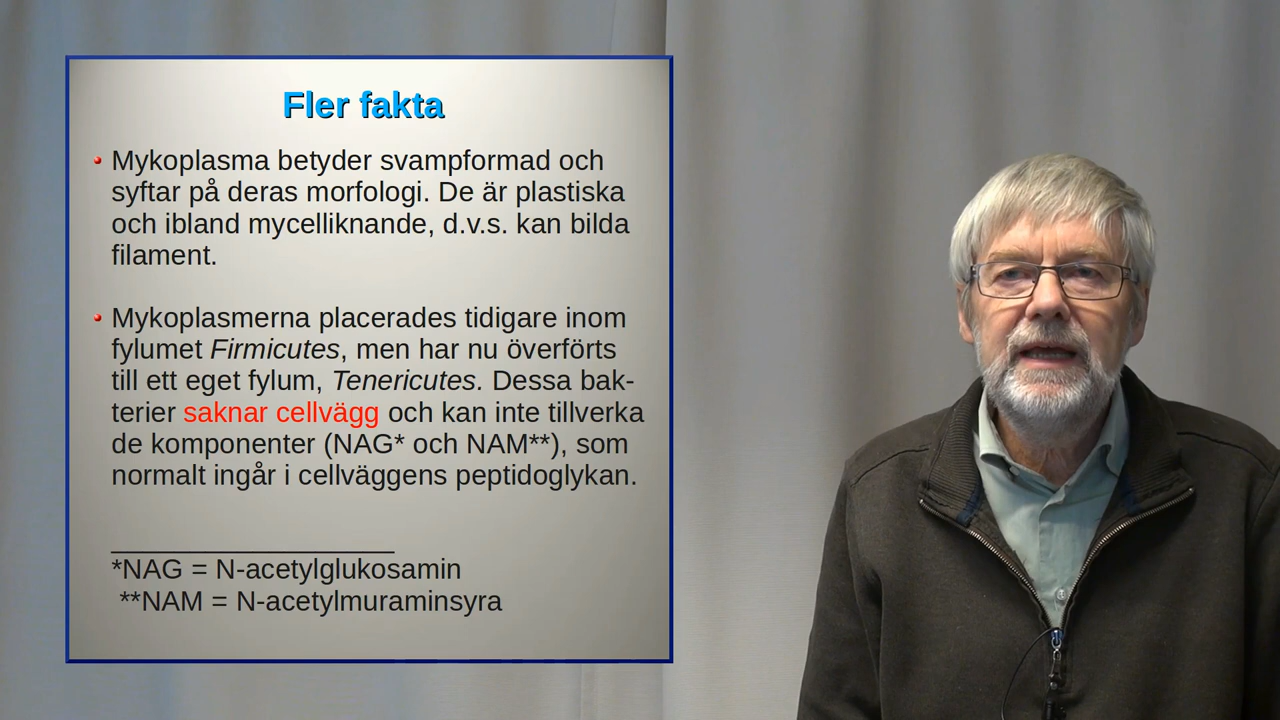 Fler fakta
Mykoplasma betyder svampformad och
syftar på deras morfologi. De är plastiska
och ibland mycelliknande, d.v.s. kan bilda
filament.
Mykoplasmerna placerades tidigare inom
fylumet Firmicutes, men har nu överförts
till ett eget fylum, Tenericutes. Dessa bak-
terier saknar cellvägg och kan inte tillverka
de komponenter (NAG* och NAM**), som
normalt ingår i cellväggens peptidoglykan.
*NAG = N-acetylglukosamin
**NAM = N-acetylmuraminsyra